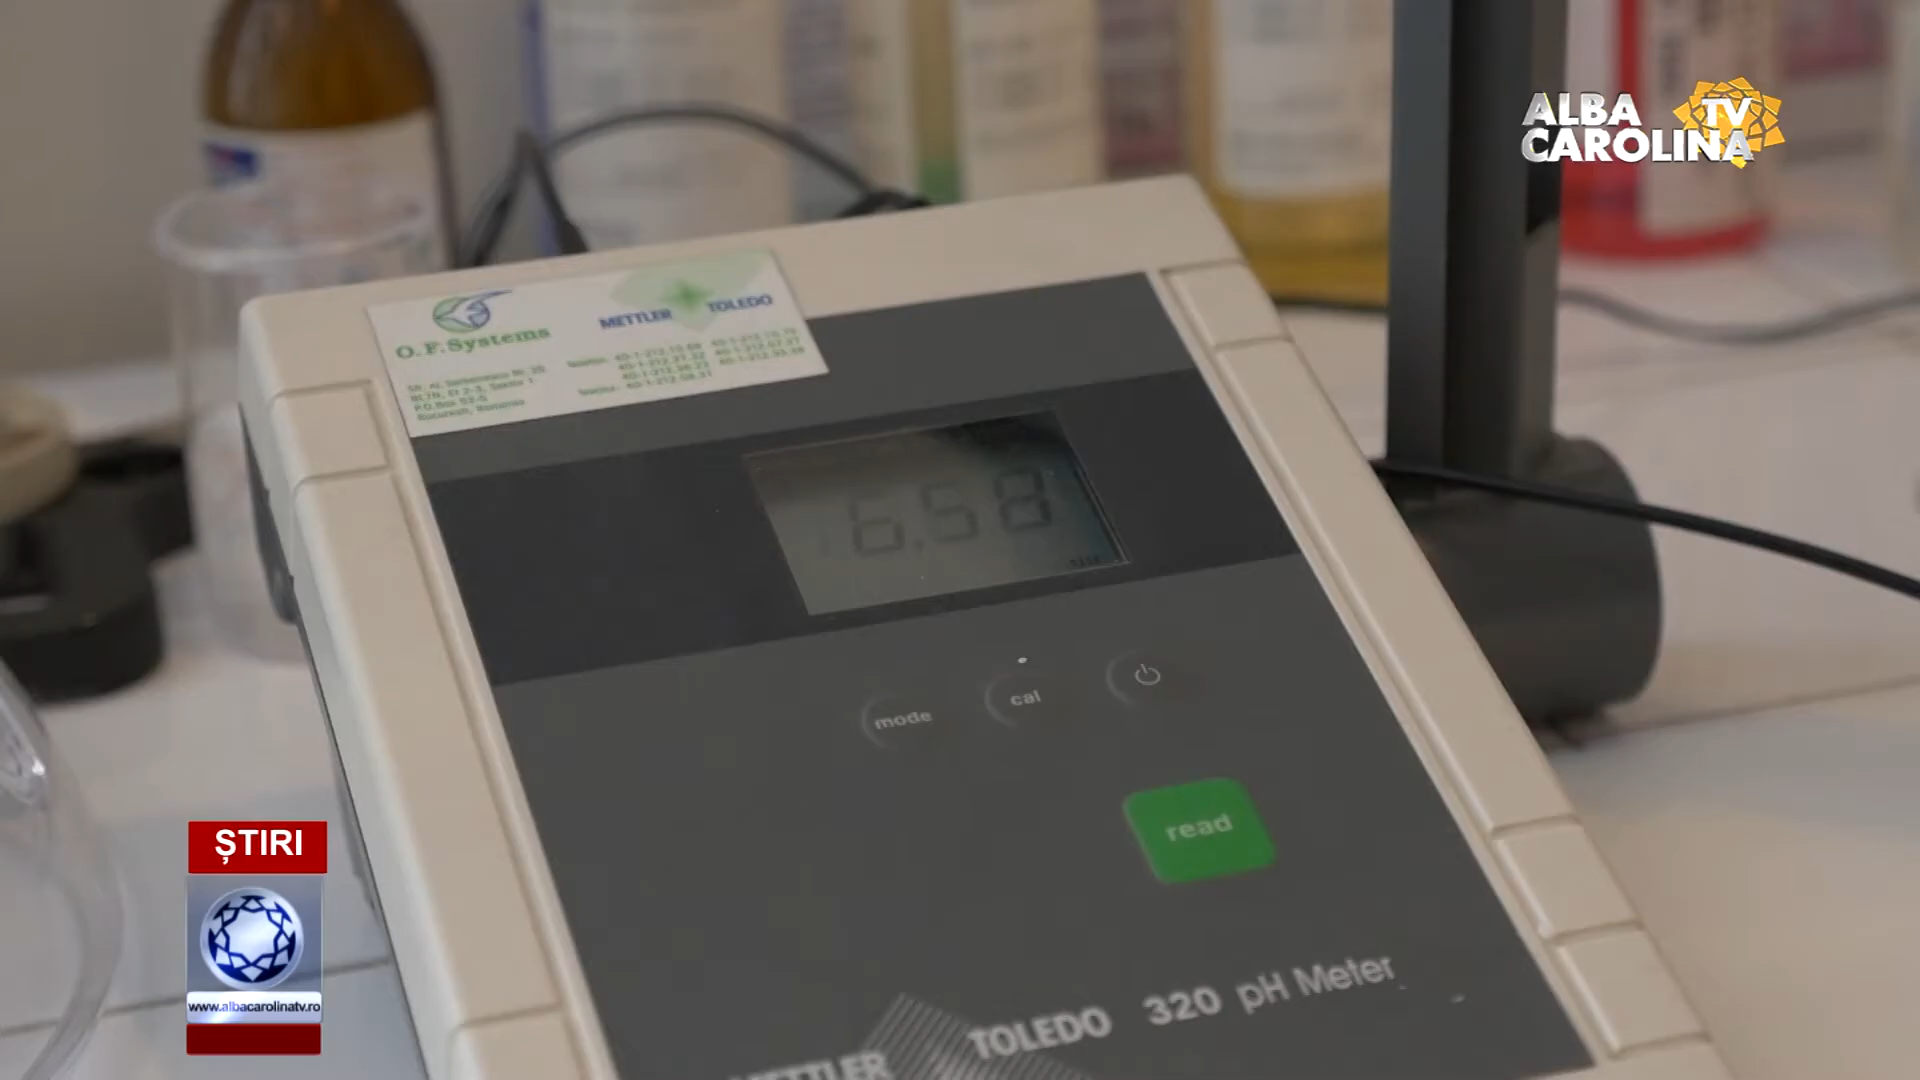 ALBA
CAROLINA
TV
O.F.Systems
METTLER TOLEDO
6.58
mode
cal
read
METTLER TOLEDO 320 pH Meter
ȘTIRI
www.albacarolinatv.ro